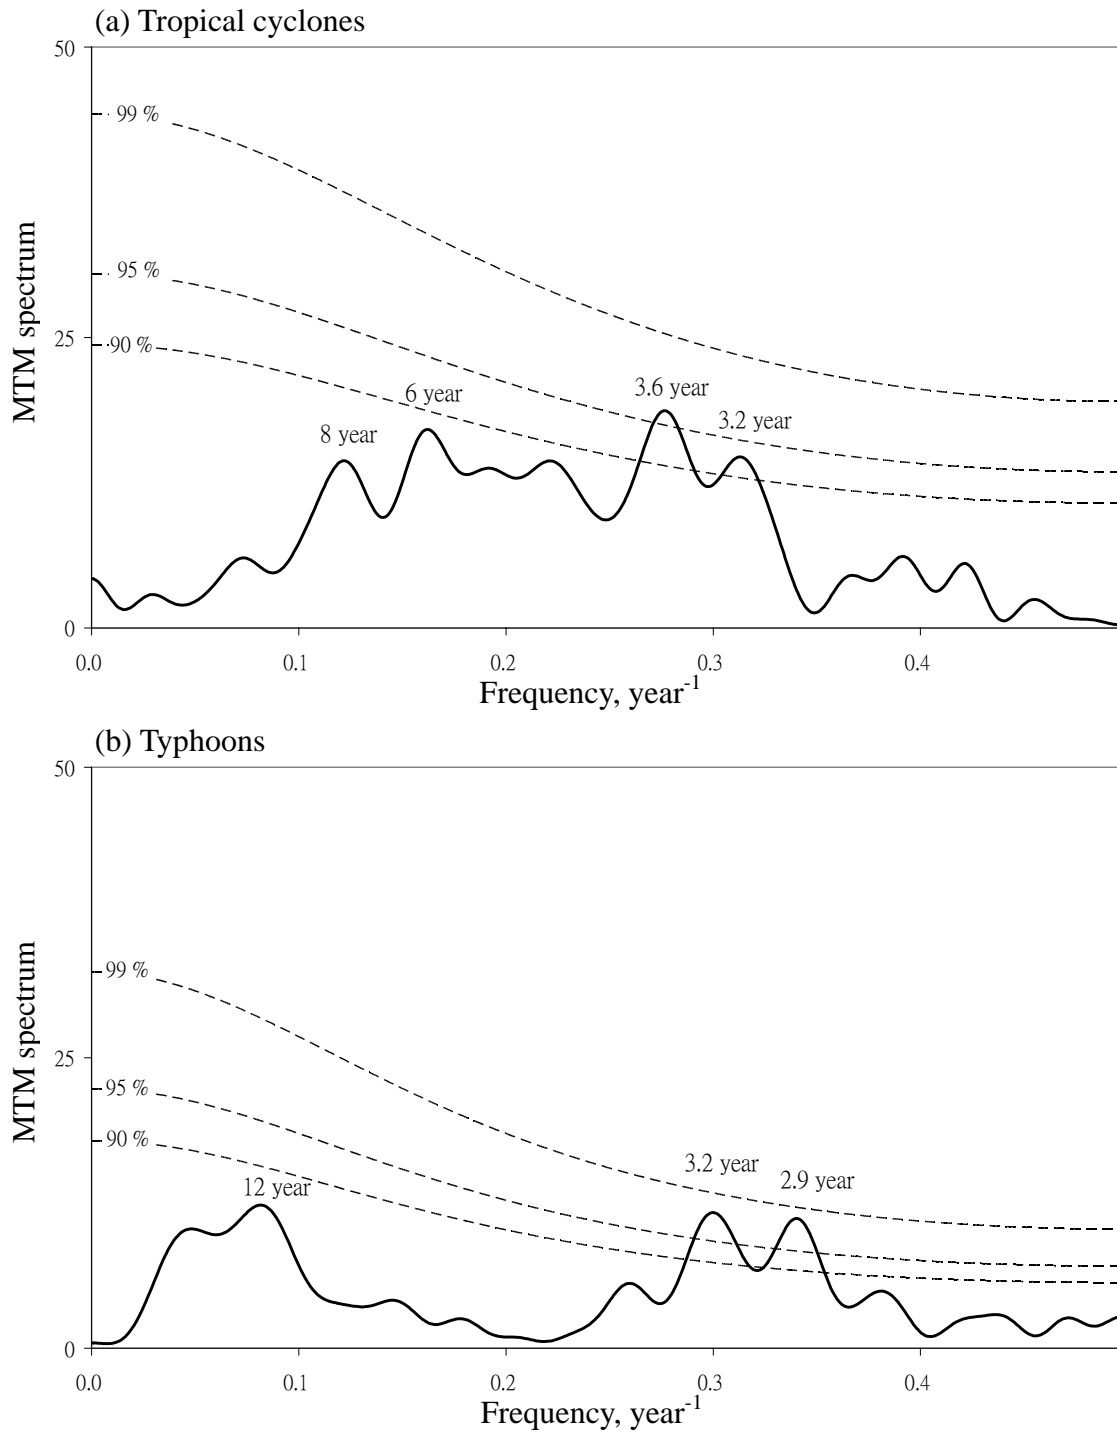 (a) Tropical cyclones
50
99 %
95 %
25
90 %
MTM spectrum
8 year
6 year
3.6 year
3.2 year
0
0.0 0.1 0.2 0.3 0.4
Frequency, year-1
(b) Typhoons
50
99 %
25
95 %
90 %
MTM spectrum
12 year
3.2 year
2.9 year
0
0.0 0.1 0.2 0.3 0.4
Frequency, year-1